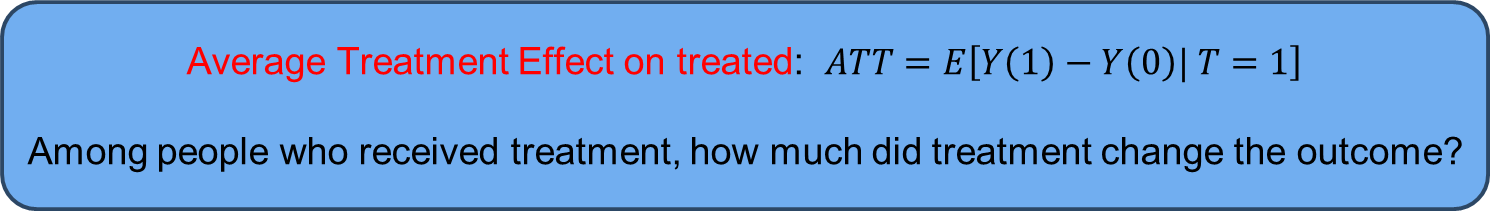 Average Treatment Effect on treated: ATT = E[Y(1) − Y(0)| T = 1]
Among people who received treatment, how much did treatment change the outcome?